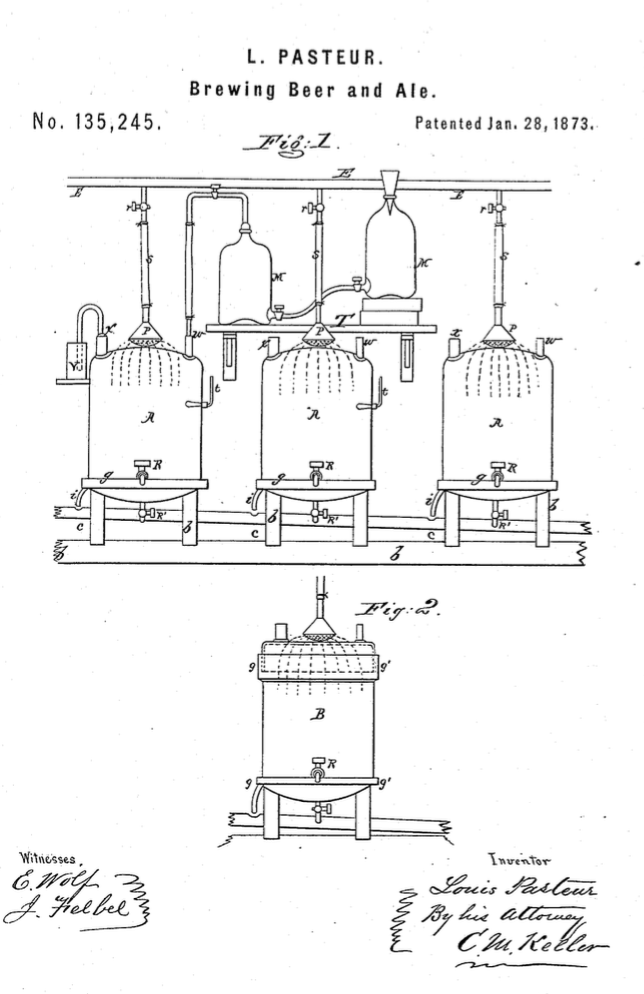 L. PASTEUR.
Brewing Beer and Ale.
No. 135,245.
Patented Jan. 28, 1873.
Fig: 1.
E
E
E
r
r
r
S
S
S
M
M
T
P
P
P
x
w
x
w
x
w
V
t
t
A
A
A
g
R
g
R
g
R
i
i
i
R'
R'
R'
c
b
c
b
c
b
b
b
Fig: 2.
g
g'
B
R
g
g'
Witnesses,
E. Wolf
J. Felbel
Inventor
Louis Pasteur
By his Attorney
C. M. Keller